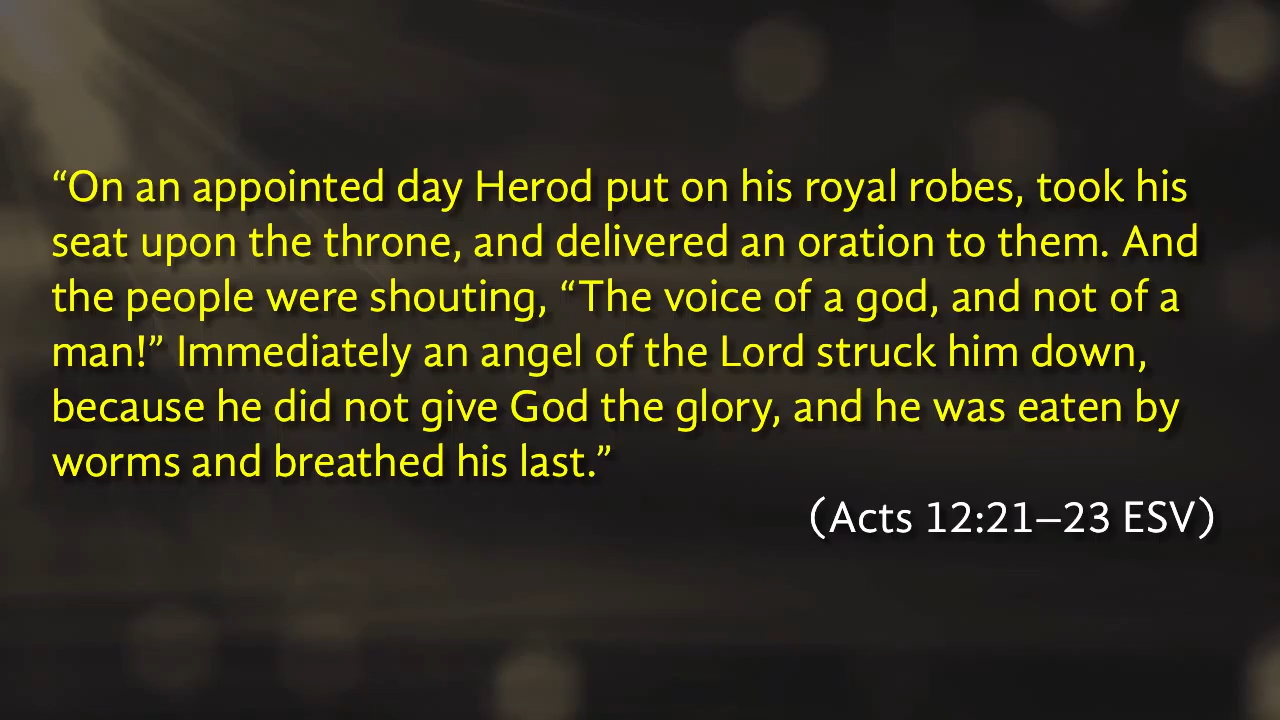 “On an appointed day Herod put on his royal robes, took his
seat upon the throne, and delivered an oration to them. And
the people were shouting, “The voice of a god, and not of a
man!” Immediately an angel of the Lord struck him down,
because he did not give God the glory, and he was eaten by
worms and breathed his last.”
(Acts 12:21–23 ESV)